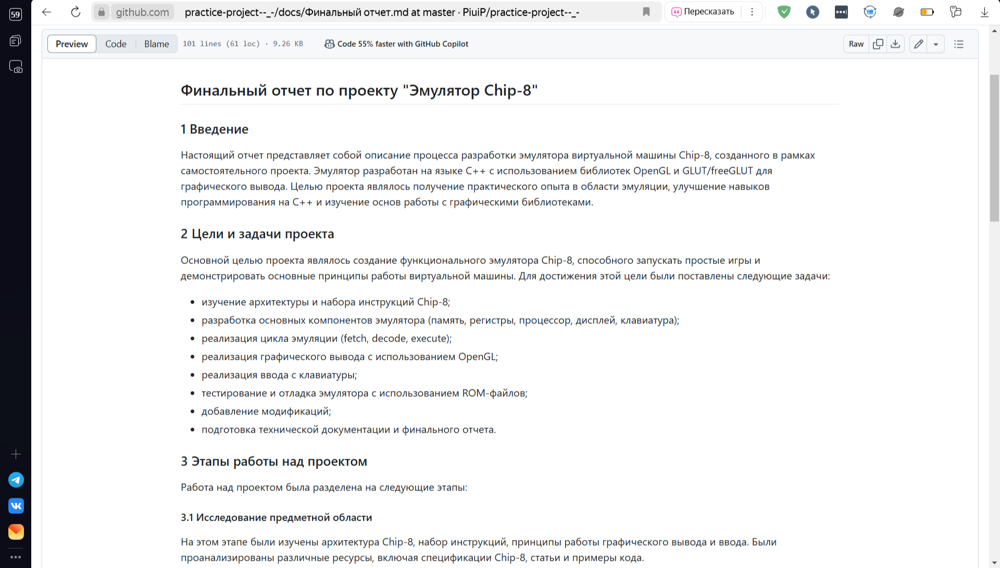 59
github.com practice-project--_-/docs/Финальный отчет.md at master · PiuiP/practice-project--_- Пересказать
Preview Code Blame 101 lines (61 loc) · 9.26 KB Code 55% faster with GitHub Copilot Raw
Финальный отчет по проекту "Эмулятор Chip-8"
1 Введение
Настоящий отчет представляет собой описание процесса разработки эмулятора виртуальной машины Chip-8, созданного в рамках
самостоятельного проекта. Эмулятор разработан на языке C++ с использованием библиотек OpenGL и GLUT/freeGLUT для
графического вывода. Целью проекта являлось получение практического опыта в области эмуляции, улучшение навыков
программирования на C++ и изучение основ работы с графическими библиотеками.
2 Цели и задачи проекта
Основной целью проекта являлось создание функционального эмулятора Chip-8, способного запускать простые игры и
демонстрировать основные принципы работы виртуальной машины. Для достижения этой цели были поставлены следующие задачи:
• изучение архитектуры и набора инструкций Chip-8;
• разработка основных компонентов эмулятора (память, регистры, процессор, дисплей, клавиатура);
• реализация цикла эмуляции (fetch, decode, execute);
• реализация графического вывода с использованием OpenGL;
• реализация ввода с клавиатуры;
• тестирование и отладка эмулятора с использованием ROM-файлов;
• добавление модификаций;
• подготовка технической документации и финального отчета.
3 Этапы работы над проектом
Работа над проектом была разделена на следующие этапы:
3.1 Исследование предметной области
На этом этапе были изучены архитектура Chip-8, набор инструкций, принципы работы графического вывода и ввода. Были
проанализированы различные ресурсы, включая спецификации Chip-8, статьи и примеры кода.